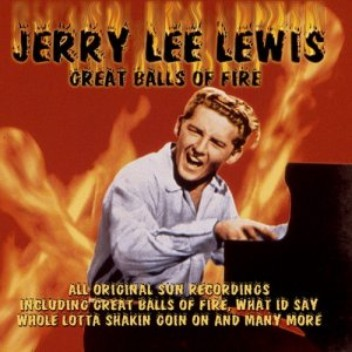 JERRY LEE LEWIS
GREAT BALLS OF FIRE
ALL ORIGINAL SUN RECORDINGS
INCLUDING GREAT BALLS OF FIRE, WHAT ID SAY
WHOLE LOTTA SHAKIN GOIN ON AND MANY MORE